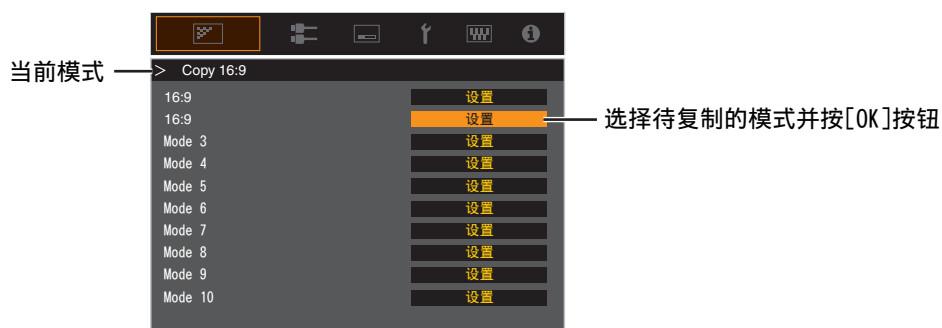 当前模式
> Copy 16:9
16:9 设置
16:9 设置
选择待复制的模式并按[OK]按钮
Mode 3 设置
Mode 4 设置
Mode 5 设置
Mode 6 设置
Mode 7 设置
Mode 8 设置
Mode 9 设置
Mode 10 设置